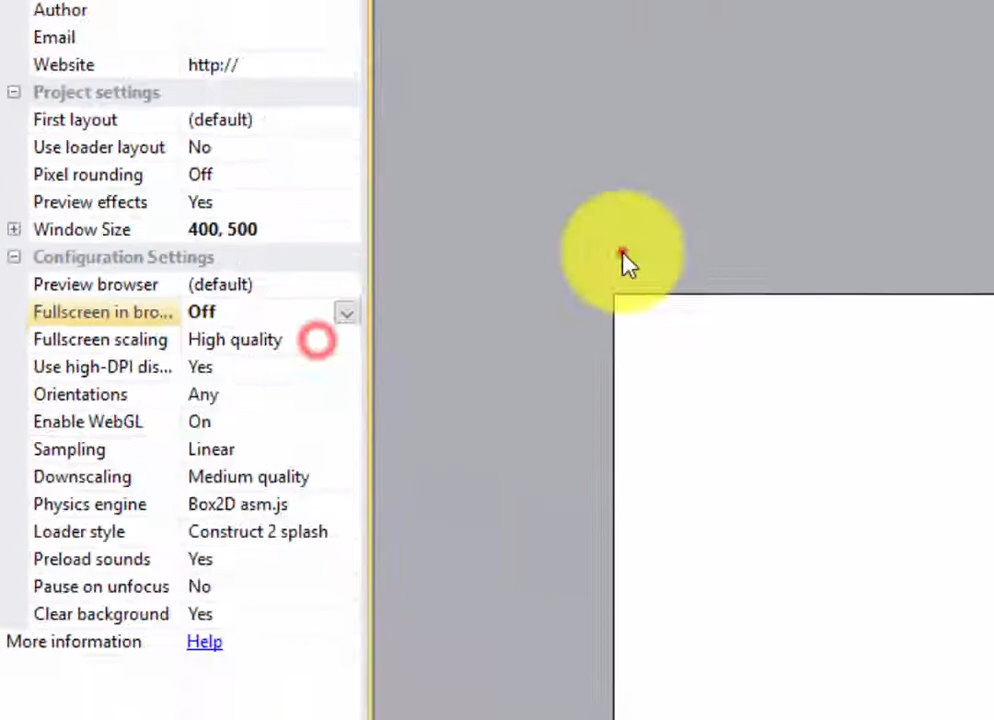 Author
Email
Website http://
Project settings
First layout (default)
Use loader layout No
Pixel rounding Off
Preview effects Yes
Window Size 400, 500
Configuration Settings
Preview browser (default)
Fullscreen in bro... Off
Fullscreen scaling High quality
Use high-DPI dis... Yes
Orientations Any
Enable WebGL On
Sampling Linear
Downscaling Medium quality
Physics engine Box2D asm.js
Loader style Construct 2 splash
Preload sounds Yes
Pause on unfocus No
Clear background Yes
More information Help